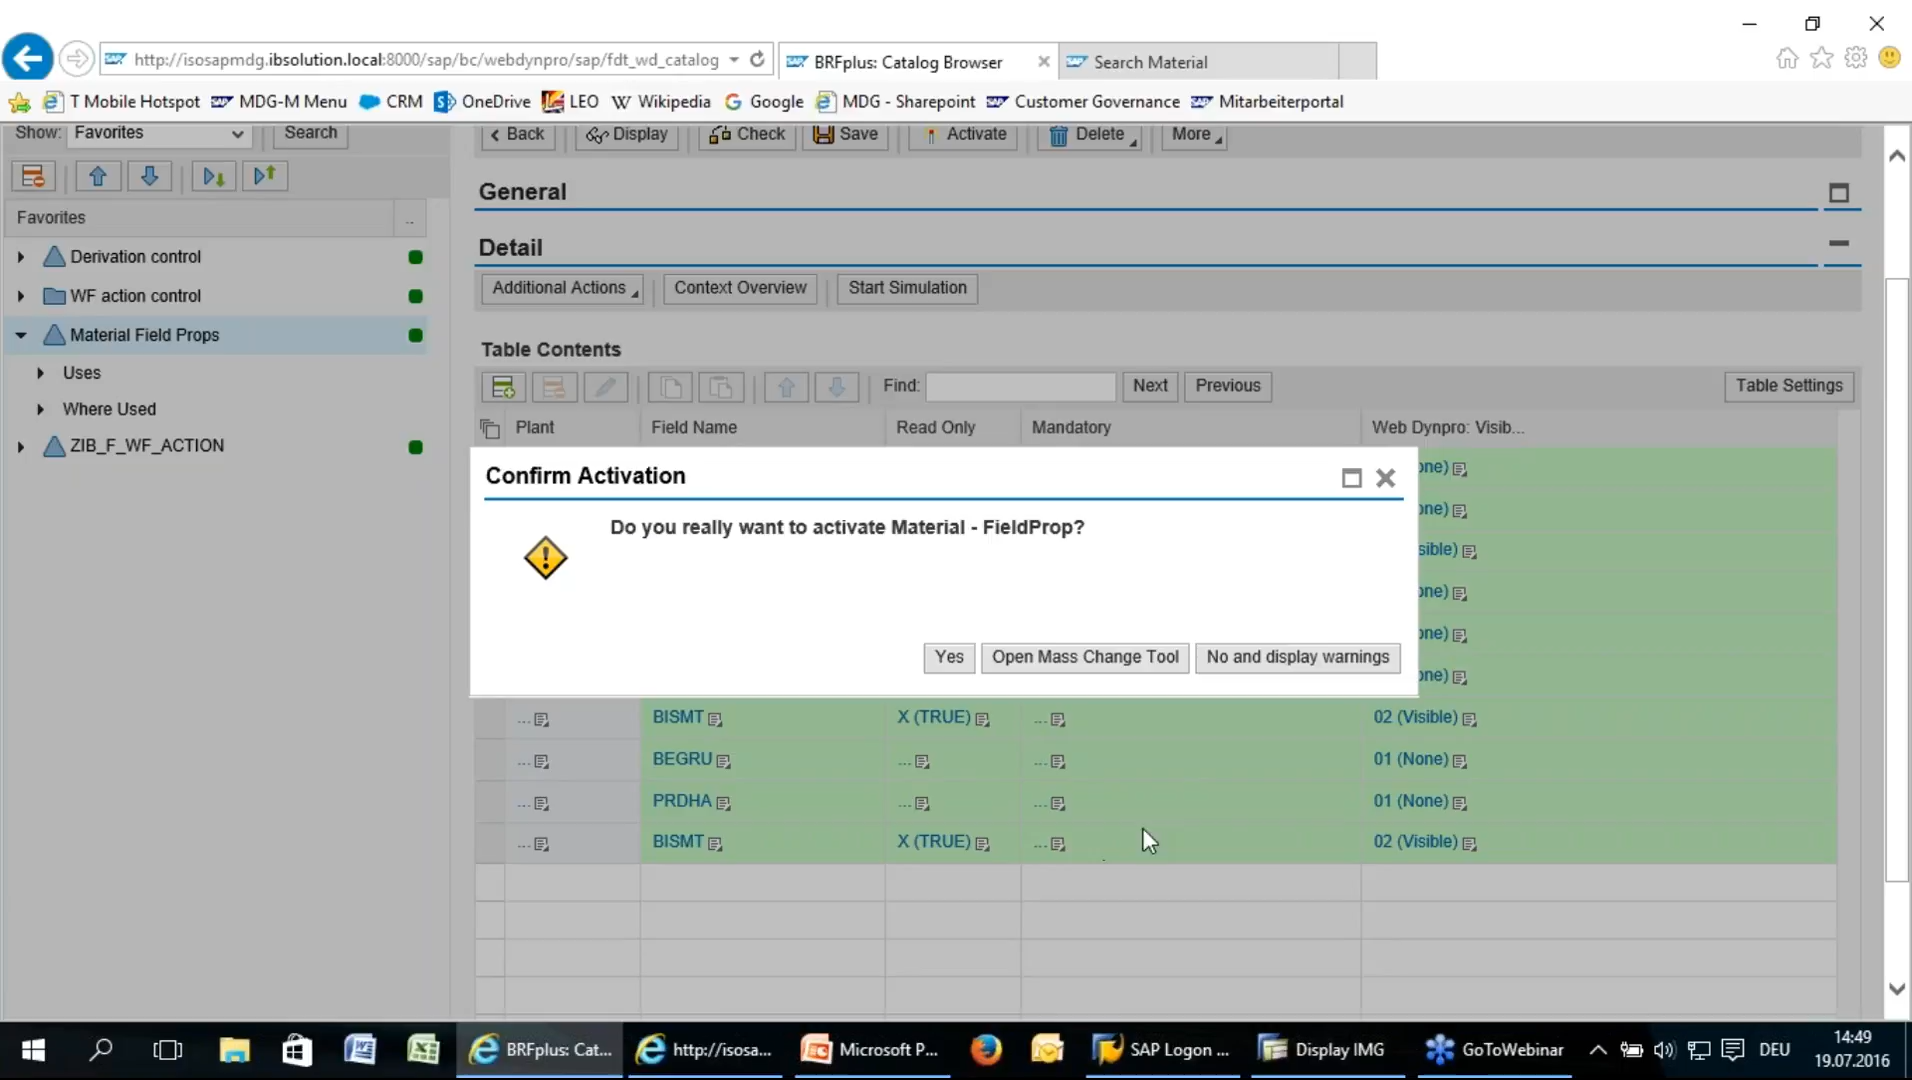 http://isosapmdg.ibsolution.local:8000/sap/bc/webdynpro/sap/fdt_wd_catalog
BRFplus: Catalog Browser
Search Material
T Mobile Hotspot
MDG-M Menu
CRM
OneDrive
LEO
Wikipedia
Google
MDG - Sharepoint
Customer Governance
Mitarbeiterportal
Show: Favorites
Search
Back
Display
Check
Save
Activate
Delete
More
General
Favorites
..
Derivation control
WF action control
Material Field Props
Uses
Where Used
ZIB_F_WF_ACTION
Detail
Additional Actions
Context Overview
Start Simulation
Table Contents
Find:
Next
Previous
Table Settings
Plant
Field Name
Read Only
Mandatory
Web Dynpro: Visib...
Confirm Activation
Do you really want to activate Material - FieldProp?
Yes
Open Mass Change Tool
No and display warnings
... BISMT X (TRUE) ... 02 (Visible)
... BEGRU ... ... 01 (None)
... PRDHA ... ... 01 (None)
... BISMT X (TRUE) ... 02 (Visible)
BRFplus: Cat...
http://isosa...
Microsoft P...
SAP Logon ...
Display IMG
GoToWebinar
DEU
14:49
19.07.2016